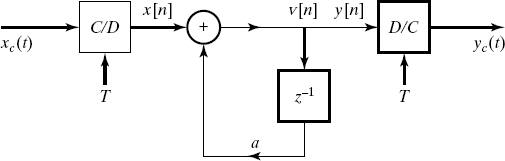 x_c(t)
C/D
T
x[n]
+
v[n]
y[n]
D/C
T
y_c(t)
z⁻¹
a